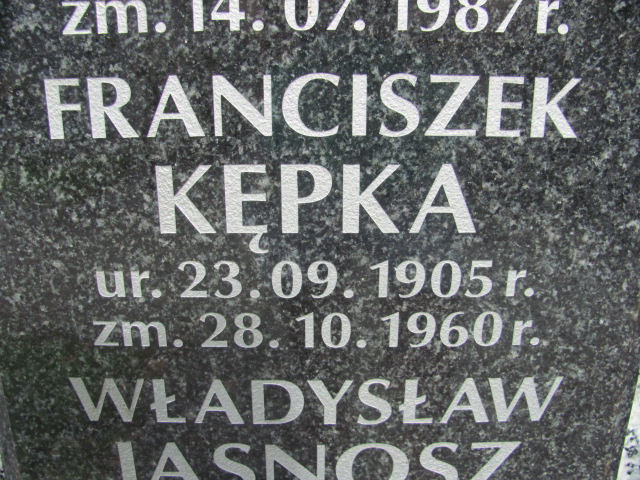 zm. 14. 07. 1987 r.
FRANCISZEK
KĘPKA
ur. 23.09. 1905 r.
zm. 28. 10. 1960 r.
WŁADYSŁAW
JASNOSZ